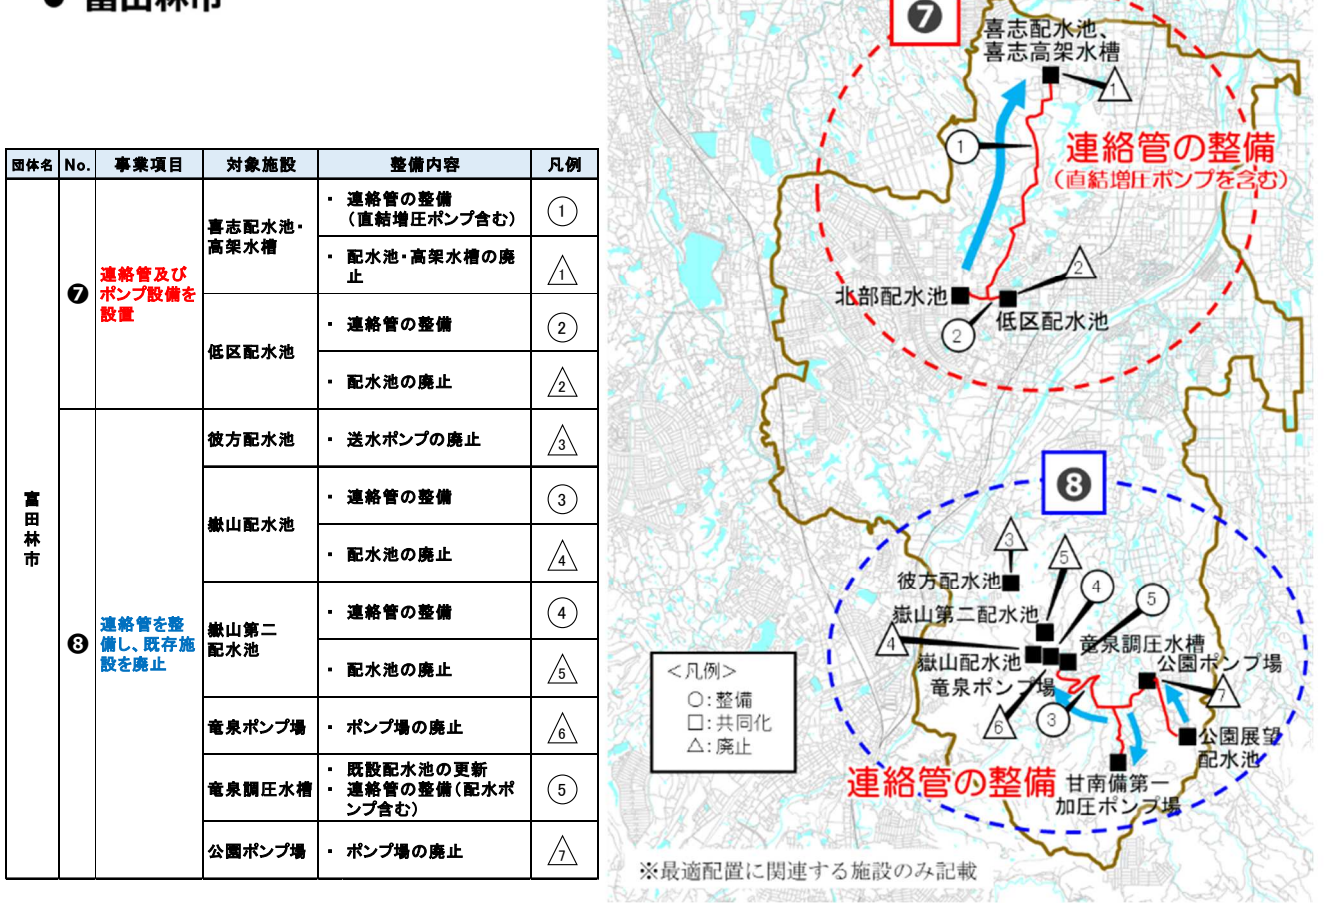 ● 富田林市
団体名 No. 事業項目 対象施設 整備内容 凡例
富田林市
❼
連絡管及び
ポンプ設備を
設置
喜志配水池・
高架水槽
・ 連絡管の整備
（直結増圧ポンプ含む）
①
・ 配水池・高架水槽の廃
止
1
低区配水池
・ 連絡管の整備
②
・ 配水池の廃止
2
❽
連絡管を整
備し、既存施
設を廃止
彼方配水池
・ 送水ポンプの廃止
3
嶽山配水池
・ 連絡管の整備
③
・ 配水池の廃止
4
嶽山第二
配水池
・ 連絡管の整備
④
・ 配水池の廃止
5
竜泉ポンプ場
・ ポンプ場の廃止
6
竜泉調圧水槽
・ 既設配水池の更新
・ 連絡管の整備（配水ポ
ンプ含む）
⑤
公園ポンプ場
・ ポンプ場の廃止
7
❼
喜志配水池、
喜志高架水槽
1
①
連絡管の整備
（直結増圧ポンプを含む）
2
北部配水池
低区配水池
②
❽
3
5
彼方配水池
④
⑤
嶽山第二配水池
4
竜泉調圧水槽
嶽山配水池
公園ポンプ場
竜泉ポンプ場
7
6
③
公園展望
配水池
連絡管の整備
甘南備第一
加圧ポンプ場
＜凡例＞
○：整備
□：共同化
△：廃止
※最適配置に関連する施設のみ記載